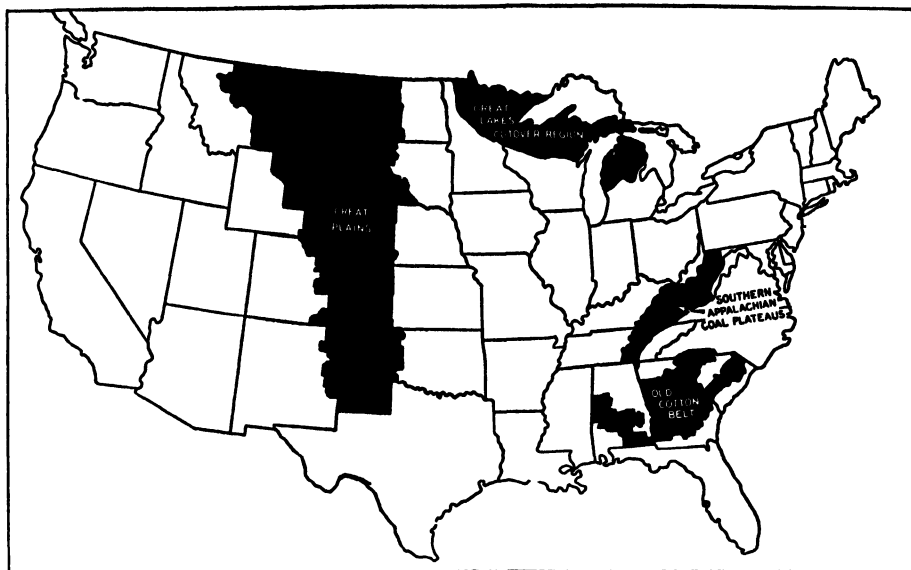 GREAT
LAKES
CUTOVER REGION
GREAT
PLAINS
SOUTHERN
APPALACHIAN
COAL PLATEAUS
OLD
COTTON
BELT